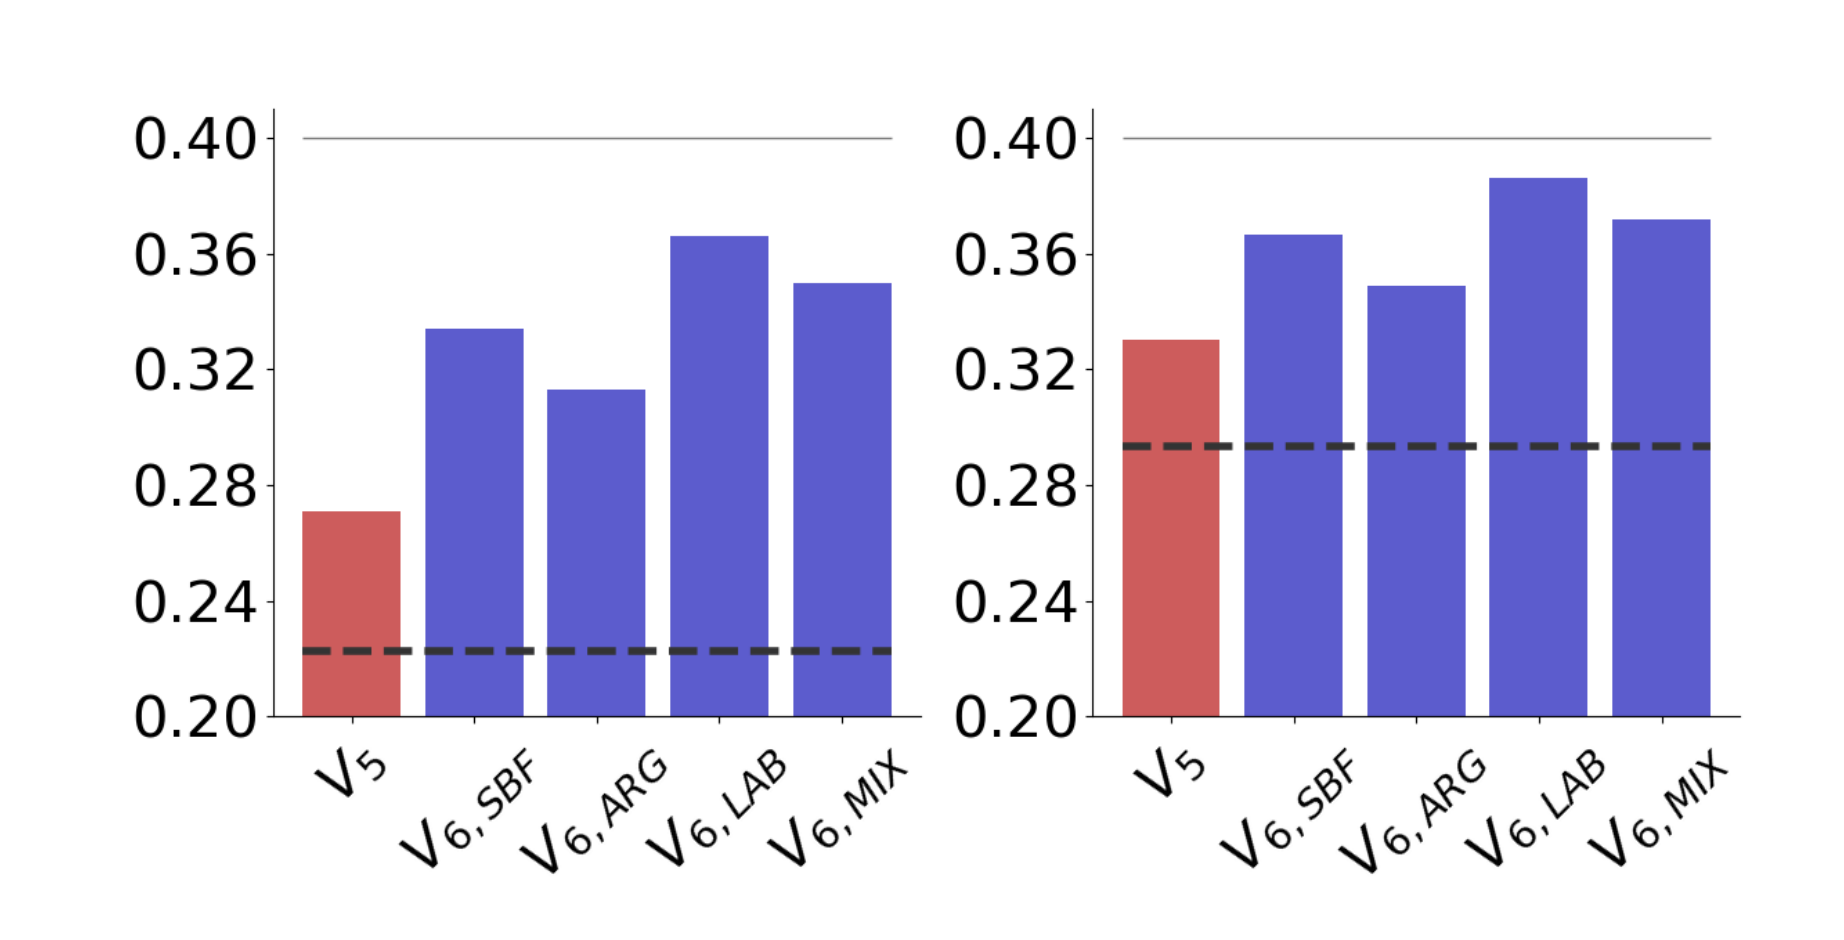 0.40
0.36
0.32
0.28
0.24
0.20
V5
V6, SBF
V6, ARG
V6, LAB
V6, MIX
0.40
0.36
0.32
0.28
0.24
0.20
V5
V6, SBF
V6, ARG
V6, LAB
V6, MIX